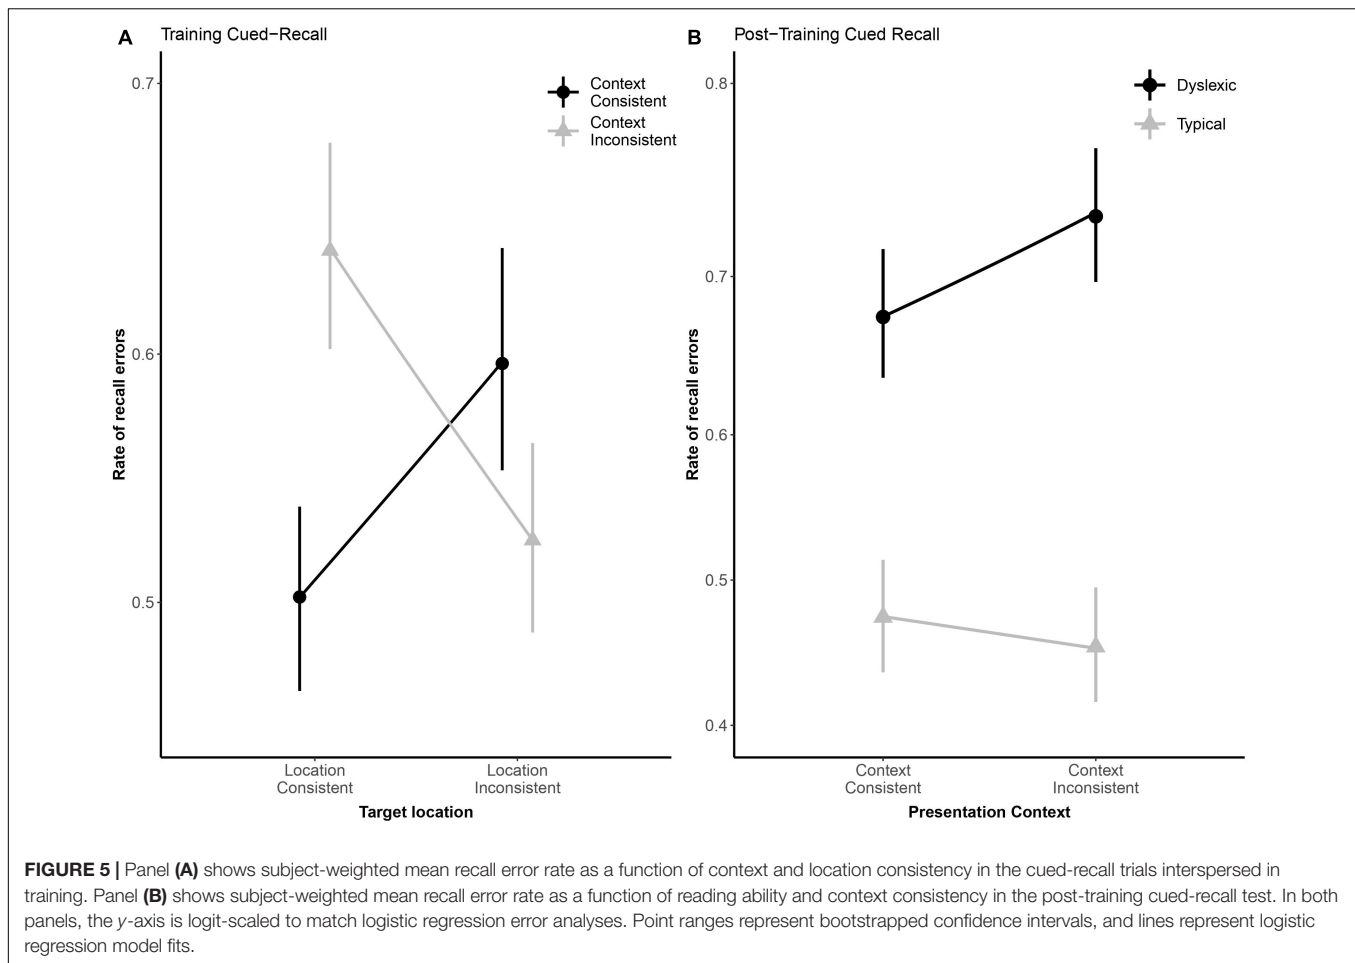 A Training Cued−Recall
0.7
0.6
0.5
Rate of recall errors
Context
Consistent
Context
Inconsistent
Location
Consistent
Location
Inconsistent
Target location
B Post−Training Cued Recall
0.8
0.7
0.6
0.5
0.4
Rate of recall errors
Dyslexic
Typical
Context
Consistent
Context
Inconsistent
Presentation Context
FIGURE 5 | Panel (A) shows subject-weighted mean recall error rate as a function of context and location consistency in the cued-recall trials interspersed in
training. Panel (B) shows subject-weighted mean recall error rate as a function of reading ability and context consistency in the post-training cued-recall test. In both
panels, the y-axis is logit-scaled to match logistic regression error analyses. Point ranges represent bootstrapped confidence intervals, and lines represent logistic
regression model fits.